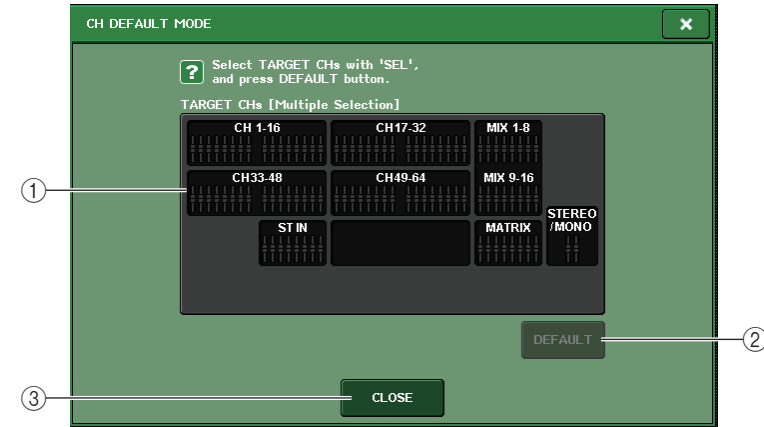 CH DEFAULT MODE
×
? Select TARGET CHs with 'SEL',
and press DEFAULT button.
TARGET CHs [Multiple Selection]
CH 1-16 CH17-32 MIX 1-8
① CH33-48 CH49-64 MIX 9-16
ST IN MATRIX STEREO
/MONO
DEFAULT ②
③ CLOSE